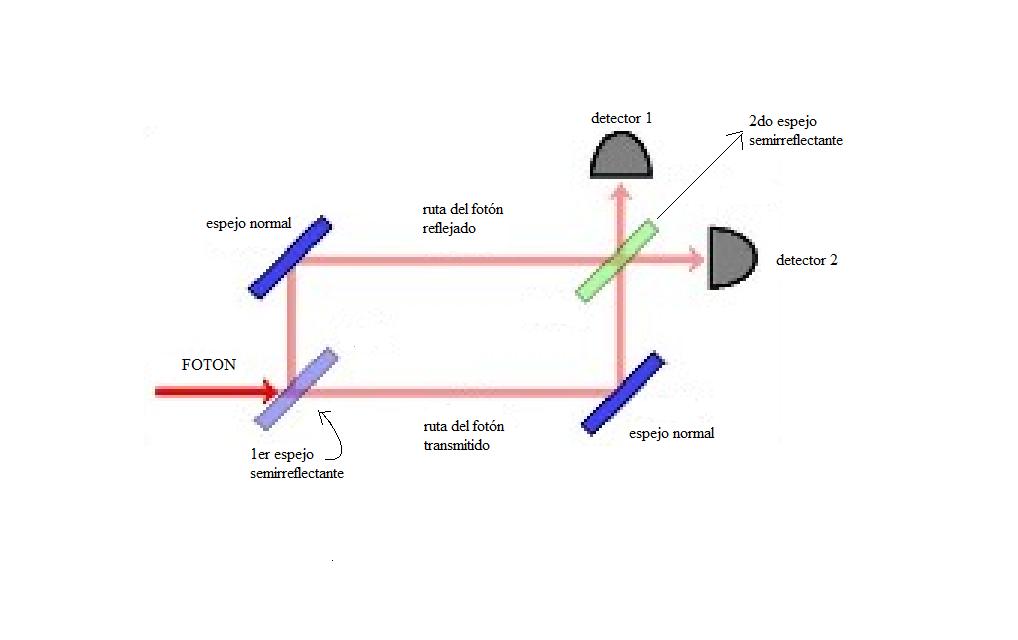 detector 1
2do espejo
semirreflectante
espejo normal
ruta del fotón
reflejado
detector 2
FOTON
ruta del fotón
transmitido
espejo normal
1er espejo
semirreflectante